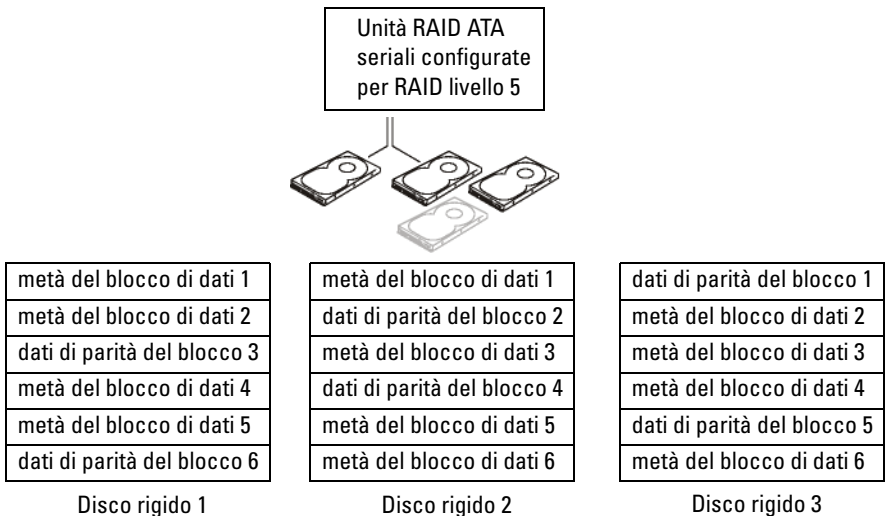 Unità RAID ATA
seriali configurate
per RAID livello 5
metà del blocco di dati 1
metà del blocco di dati 2
dati di parità del blocco 3
metà del blocco di dati 4
metà del blocco di dati 5
dati di parità del blocco 6
Disco rigido 1
metà del blocco di dati 1
dati di parità del blocco 2
metà del blocco di dati 3
dati di parità del blocco 4
metà del blocco di dati 5
metà del blocco di dati 6
Disco rigido 2
dati di parità del blocco 1
metà del blocco di dati 2
metà del blocco di dati 3
metà del blocco di dati 4
dati di parità del blocco 5
metà del blocco di dati 6
Disco rigido 3